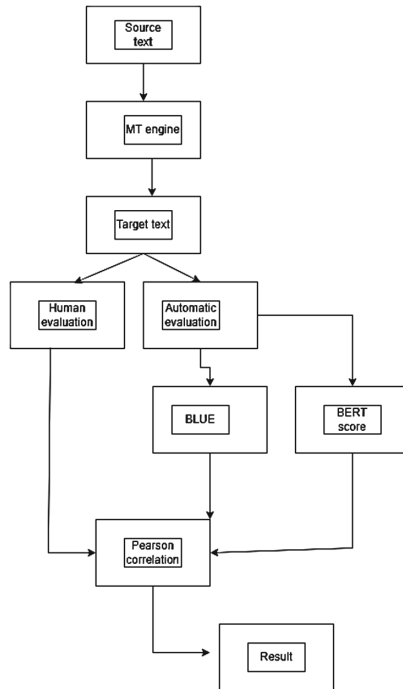 Source
text
MT engine
Target text
Human
evaluation
Automatic
evaluation
BLUE
BERT
score
Pearson
correlation
Result